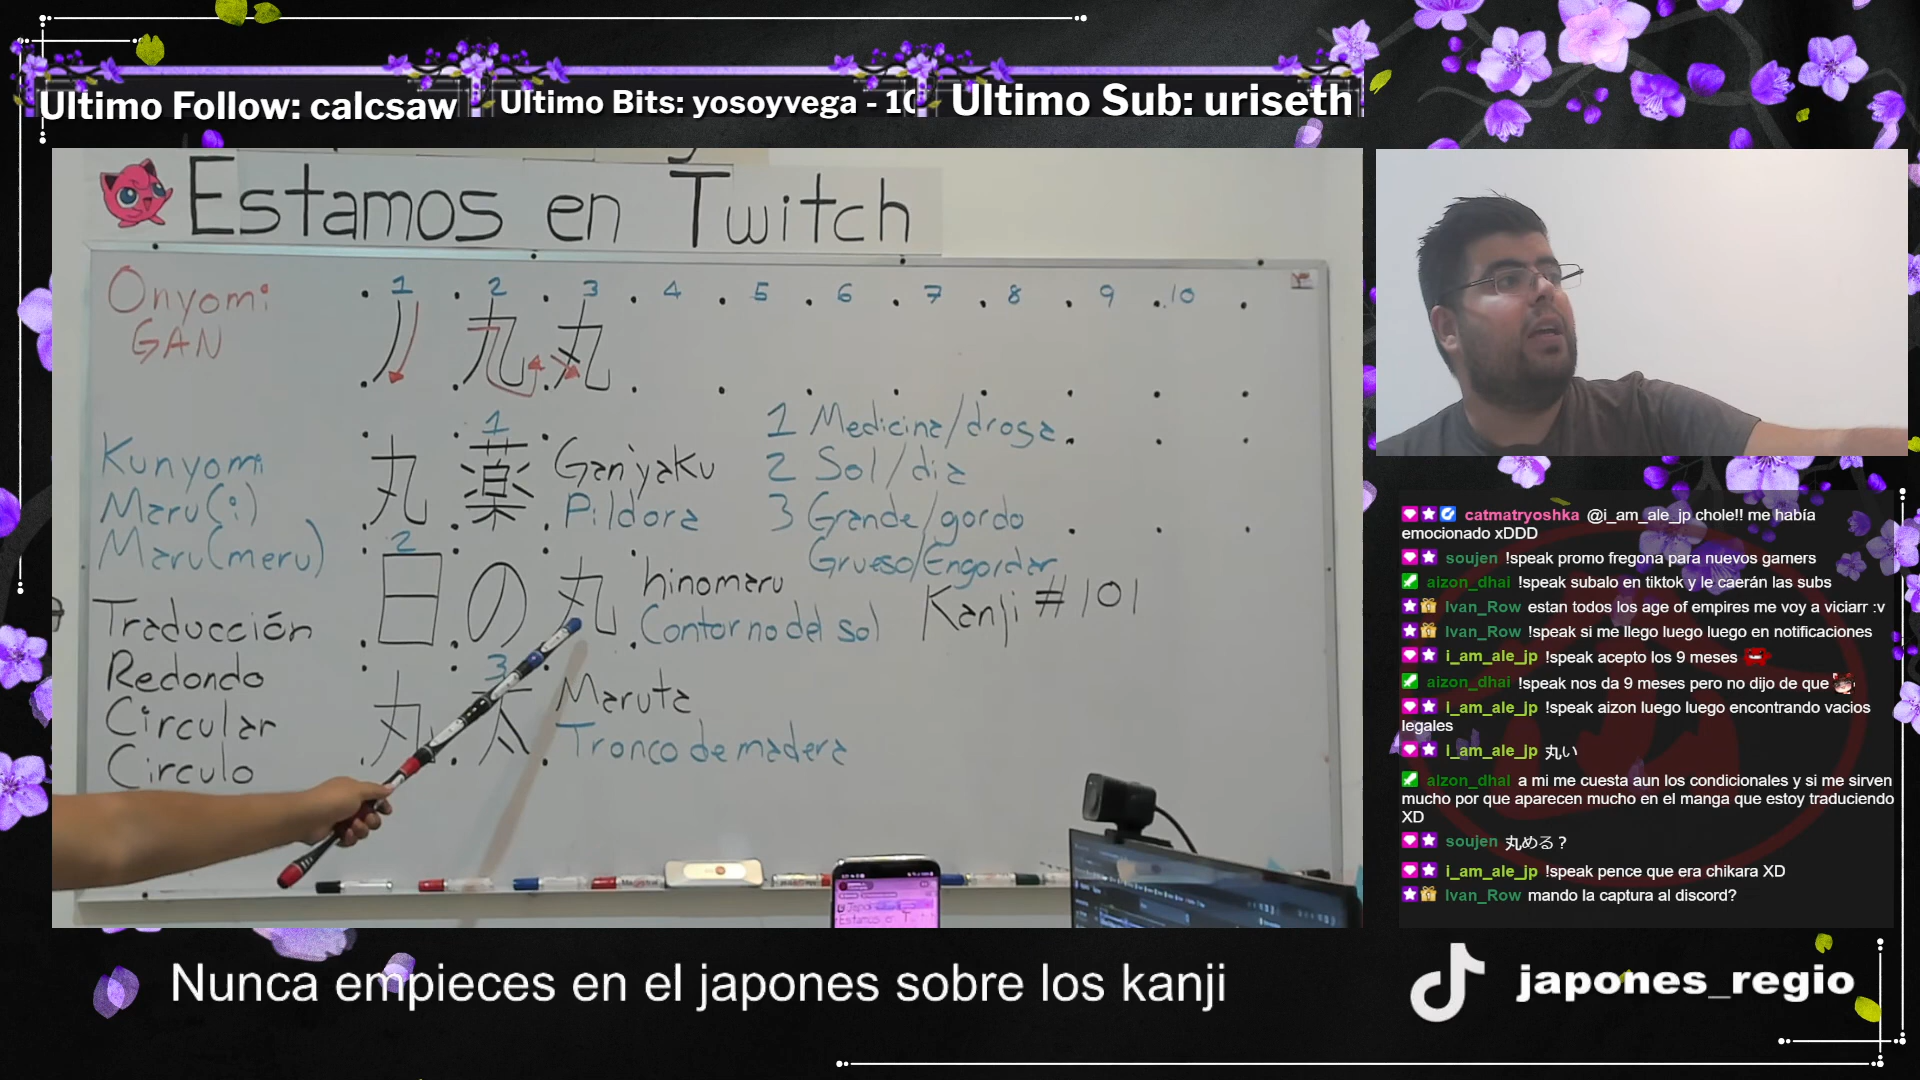 Ultimo Follow: calcsaw
Ultimo Bits: yosoyvega - 10
Ultimo Sub: uriseth
Estamos en Twitch
Onyomi
GAN
1 2 3 4 5 6 7 8 9 10
丿 九 丸
Kunyomi
Maru(i)
Maru(meru)
Traducción
Redondo
Circular
Circulo
1
丸薬 Gan'yaku
Pildora
2
日の丸 hinomaru
Contorno del sol
3
丸太 Maruta
Tronco de madera
1 Medicina/droga
2 Sol/dia
3 Grande/gordo
Grueso/Engordar
Kanji #101
catmatryoshka @i_am_ale_jp chole!! me había
emocionado xDDD
soujen !speak promo fregona para nuevos gamers
aizon_dhai !speak subalo en tiktok y le caerán las subs
Ivan_Row estan todos los age of empires me voy a viciarr :v
Ivan_Row !speak si me llego luego luego en notificaciones
i_am_ale_jp !speak acepto los 9 meses
aizon_dhai !speak nos da 9 meses pero no dijo de que
i_am_ale_jp !speak aizon luego luego encontrando vacios
legales
i_am_ale_jp 丸い
aizon_dhai a mi me cuesta aun los condicionales y si me sirven
mucho por que aparecen mucho en el manga que estoy traduciendo
XD
soujen 丸める ?
i_am_ale_jp !speak pence que era chikara XD
Ivan_Row mando la captura al discord?
Nunca empieces en el japones sobre los kanji
japones_regio